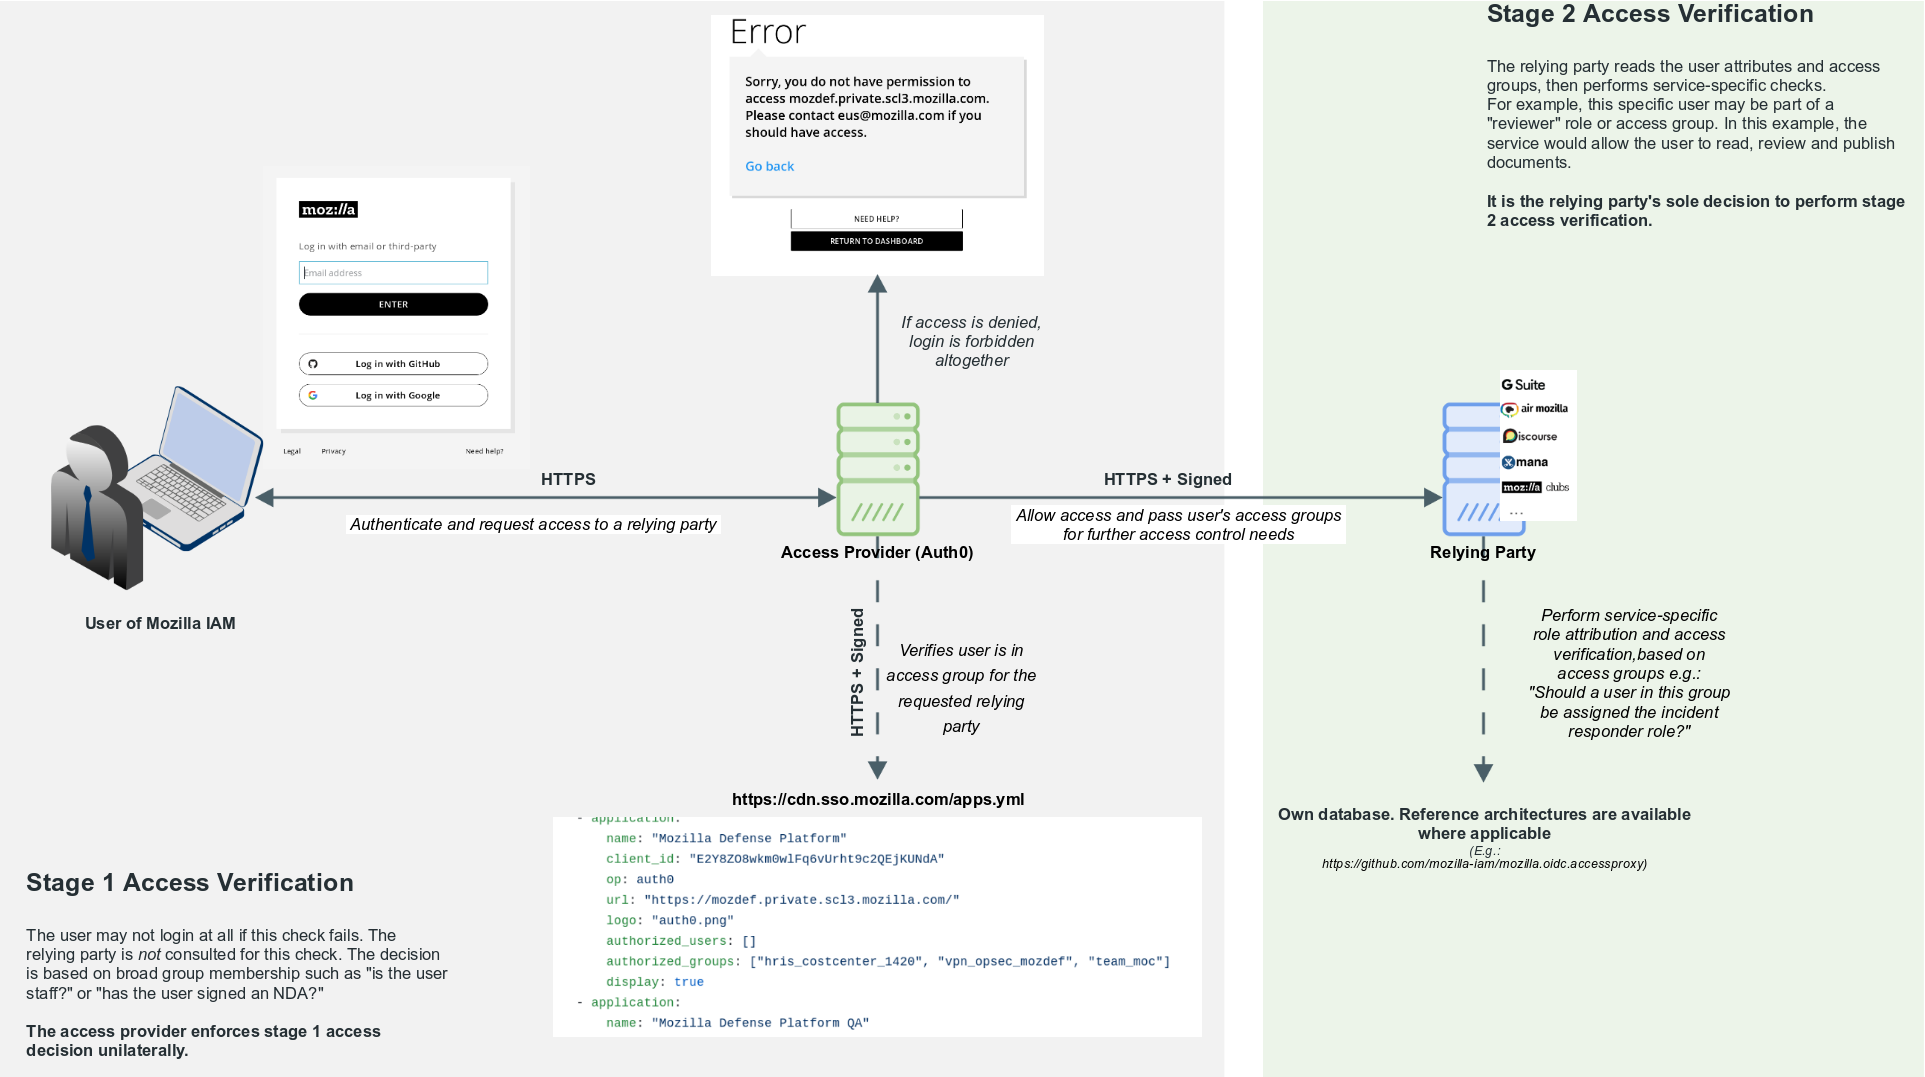 Stage 2 Access Verification
The relying party reads the user attributes and access
groups, then performs service-specific checks.
For example, this specific user may be part of a
"reviewer" role or access group. In this example, the
service would allow the user to read, review and publish
documents.
It is the relying party's sole decision to perform stage
2 access verification.
Error
Sorry, you do not have permission to
access mozdef.private.scl3.mozilla.com.
Please contact eus@mozilla.com if you
should have access.
Go back
NEED HELP?
RETURN TO DASHBOARD
moz://a
Log in with email or third-party
Email address
ENTER
Log in with GitHub
Log in with Google
Legal Privacy Need help?
If access is denied,
login is forbidden
altogether
G Suite
air mozilla
Discourse
mana
moz://a clubs
...
HTTPS
Authenticate and request access to a relying party
HTTPS + Signed
Allow access and pass user's access groups
for further access control needs
Access Provider (Auth0)
Relying Party
User of Mozilla IAM
HTTPS + Signed
Verifies user is in
access group for the
requested relying
party
Perform service-specific
role attribution and access
verification,based on
access groups e.g.:
"Should a user in this group
be assigned the incident
responder role?"
https://cdn.sso.mozilla.com/apps.yml
- application:
name: "Mozilla Defense Platform"
client_id: "E2Y8ZO8wkm0wlFq6vUrht9c2QEjKUNdA"
op: auth0
url: "https://mozdef.private.scl3.mozilla.com/"
logo: "auth0.png"
authorized_users: []
authorized_groups: ["hris_costcenter_1420", "vpn_opsec_mozdef", "team_moc"]
display: true
- application:
name: "Mozilla Defense Platform QA"
Own database. Reference architectures are available
where applicable
(E.g.:
https://github.com/mozilla-iam/mozilla.oidc.accessproxy)
Stage 1 Access Verification
The user may not login at all if this check fails. The
relying party is not consulted for this check. The decision
is based on broad group membership such as "is the user
staff?" or "has the user signed an NDA?"
The access provider enforces stage 1 access
decision unilaterally.